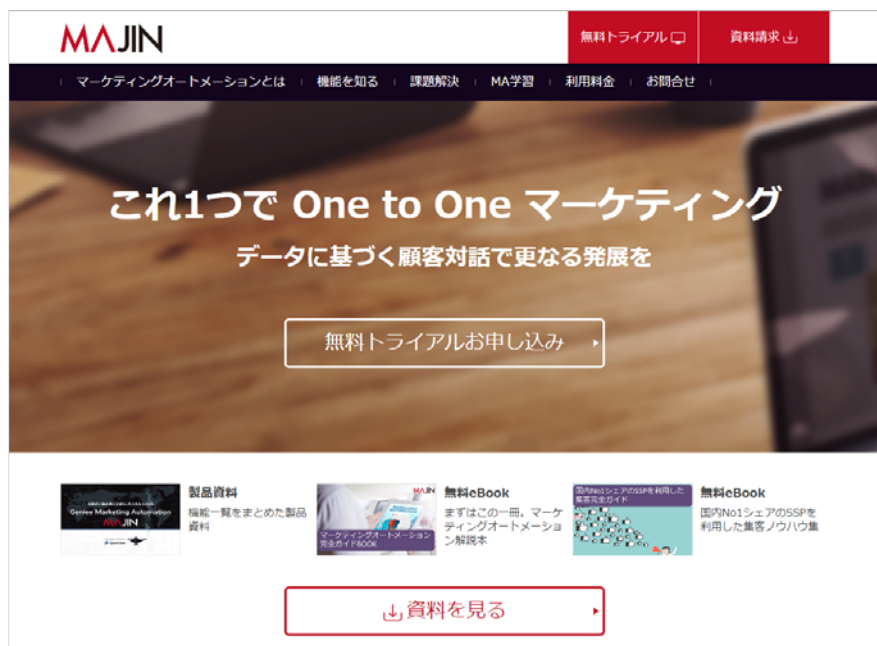 MAJIN
無料トライアル
資料請求
マーケティングオートメーションとは
機能を知る
課題解決
MA学習
利用料金
お問合せ
これ1つで One to One マーケティング
データに基づく顧客対話で更なる発展を
無料トライアルお申し込み
Geniee Marketing Automation
MAJIN
製品資料
機能一覧をまとめた製品
資料
MAJIN
マーケティングオートメーション
完全ガイドBOOK
無料eBook
まずはこの一冊。マーケ
ティングオートメーショ
ン解説本
国内No1シェアのSSPを利用した
集客完全ガイド
無料eBook
国内No1シェアのSSPを
利用した集客ノウハウ集
資料を見る